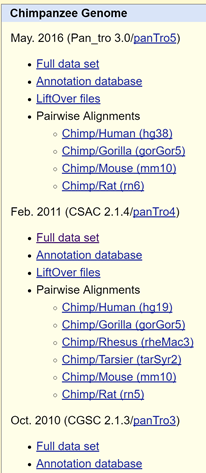 Chimpanzee Genome
May. 2016 (Pan_tro 3.0/panTro5)
Full data set
Annotation database
LiftOver files
Pairwise Alignments
Chimp/Human (hg38)
Chimp/Gorilla (gorGor5)
Chimp/Mouse (mm10)
Chimp/Rat (rn6)
Feb. 2011 (CSAC 2.1.4/panTro4)
Full data set
Annotation database
LiftOver files
Pairwise Alignments
Chimp/Human (hg19)
Chimp/Gorilla (gorGor5)
Chimp/Rhesus (rheMac3)
Chimp/Tarsier (tarSyr2)
Chimp/Mouse (mm10)
Chimp/Rat (rn5)
Oct. 2010 (CGSC 2.1.3/panTro3)
Full data set
Annotation database